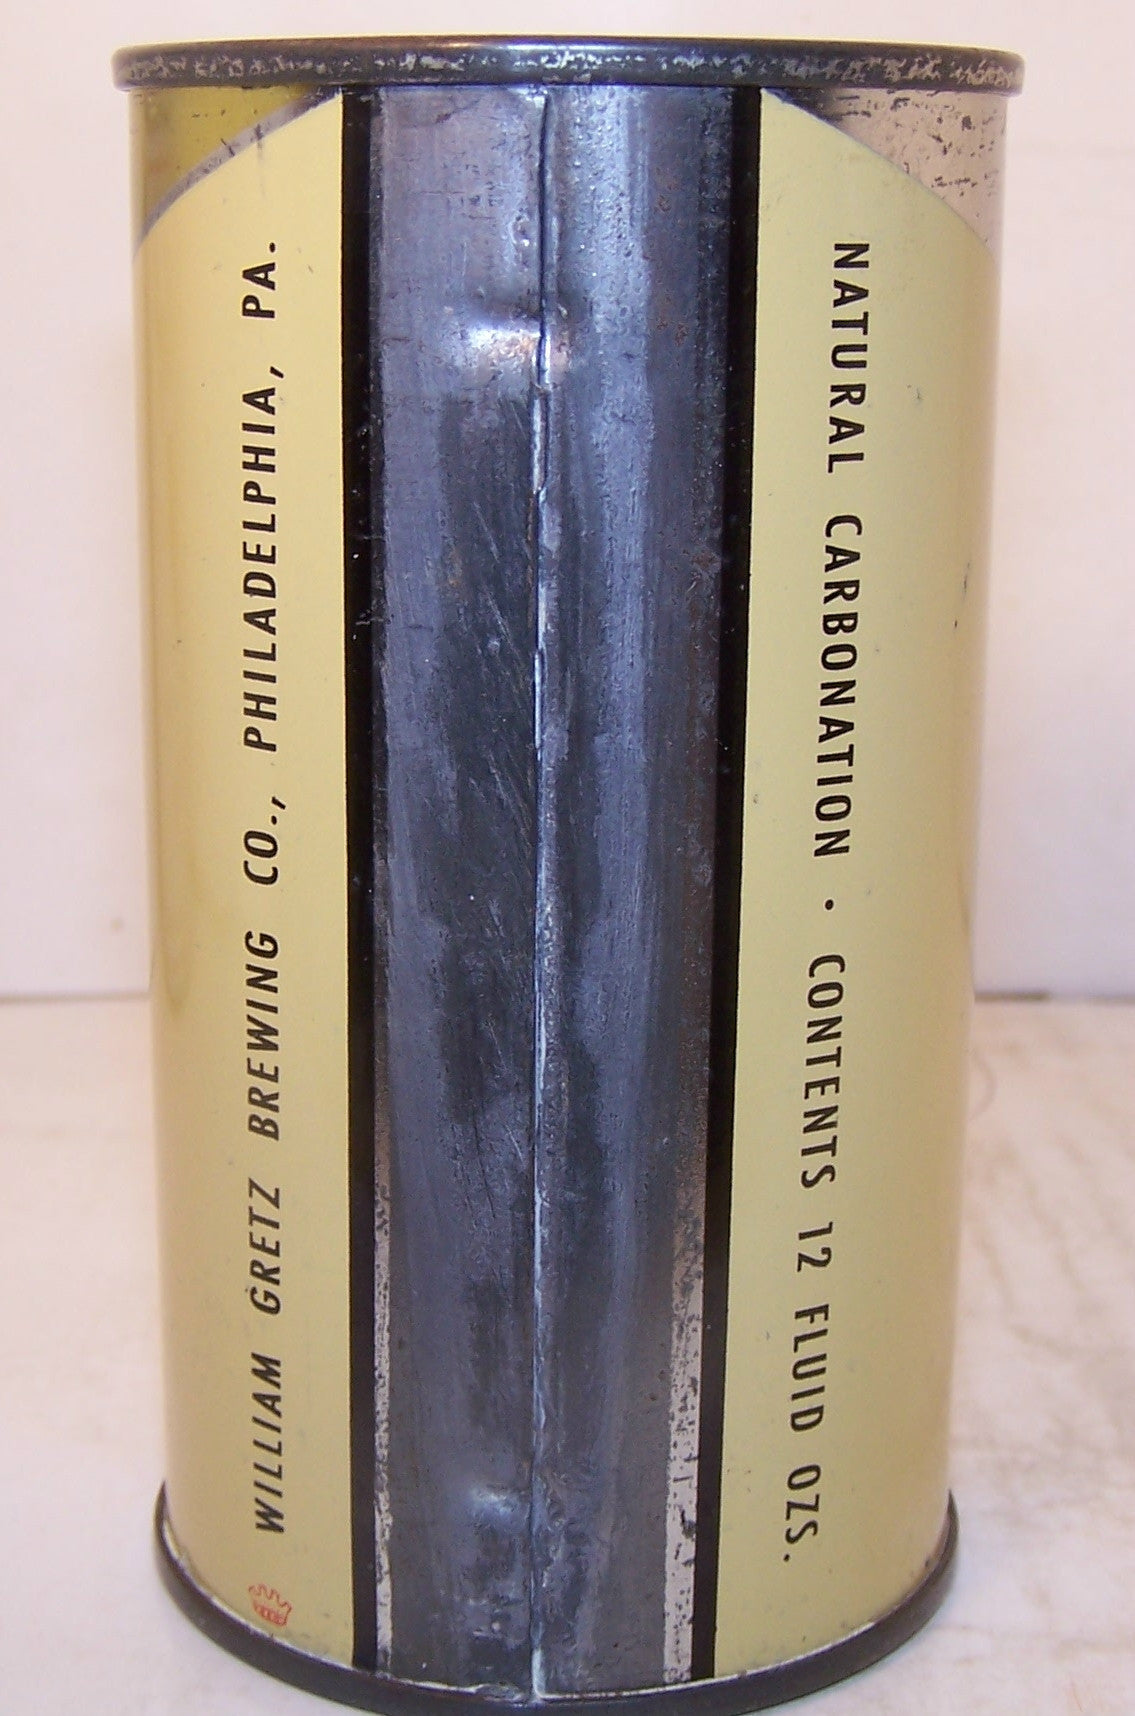 WILLIAM GRETZ BREWING CO., PHILADELPHIA, PA.
NATURAL CARBONATION · CONTENTS 12 FLUID OZS.